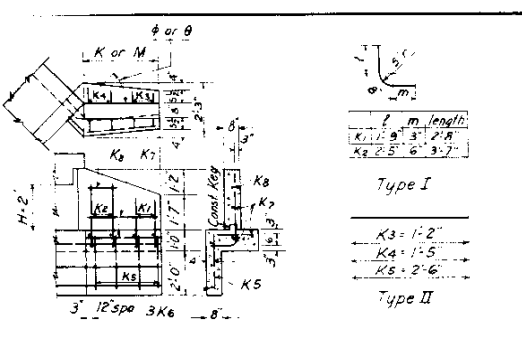 ϕ or θ
K or M
K4 K3
2'-3"
4"
K8 K7
8"
3"
K8
K7
Const. Key
H=2'
K2 K1
1'-2
1'-7"
1'-0"
2'-0"
K5
K5
3" 12"spa 3K6
8"
l m length
K1 1'-9" 3" 2'-8"
K2 2'-5" 6" 3'-7"
Type I
K3 = 1'-2"
K4 = 1'-5"
K5 = 2'-6"
Type II